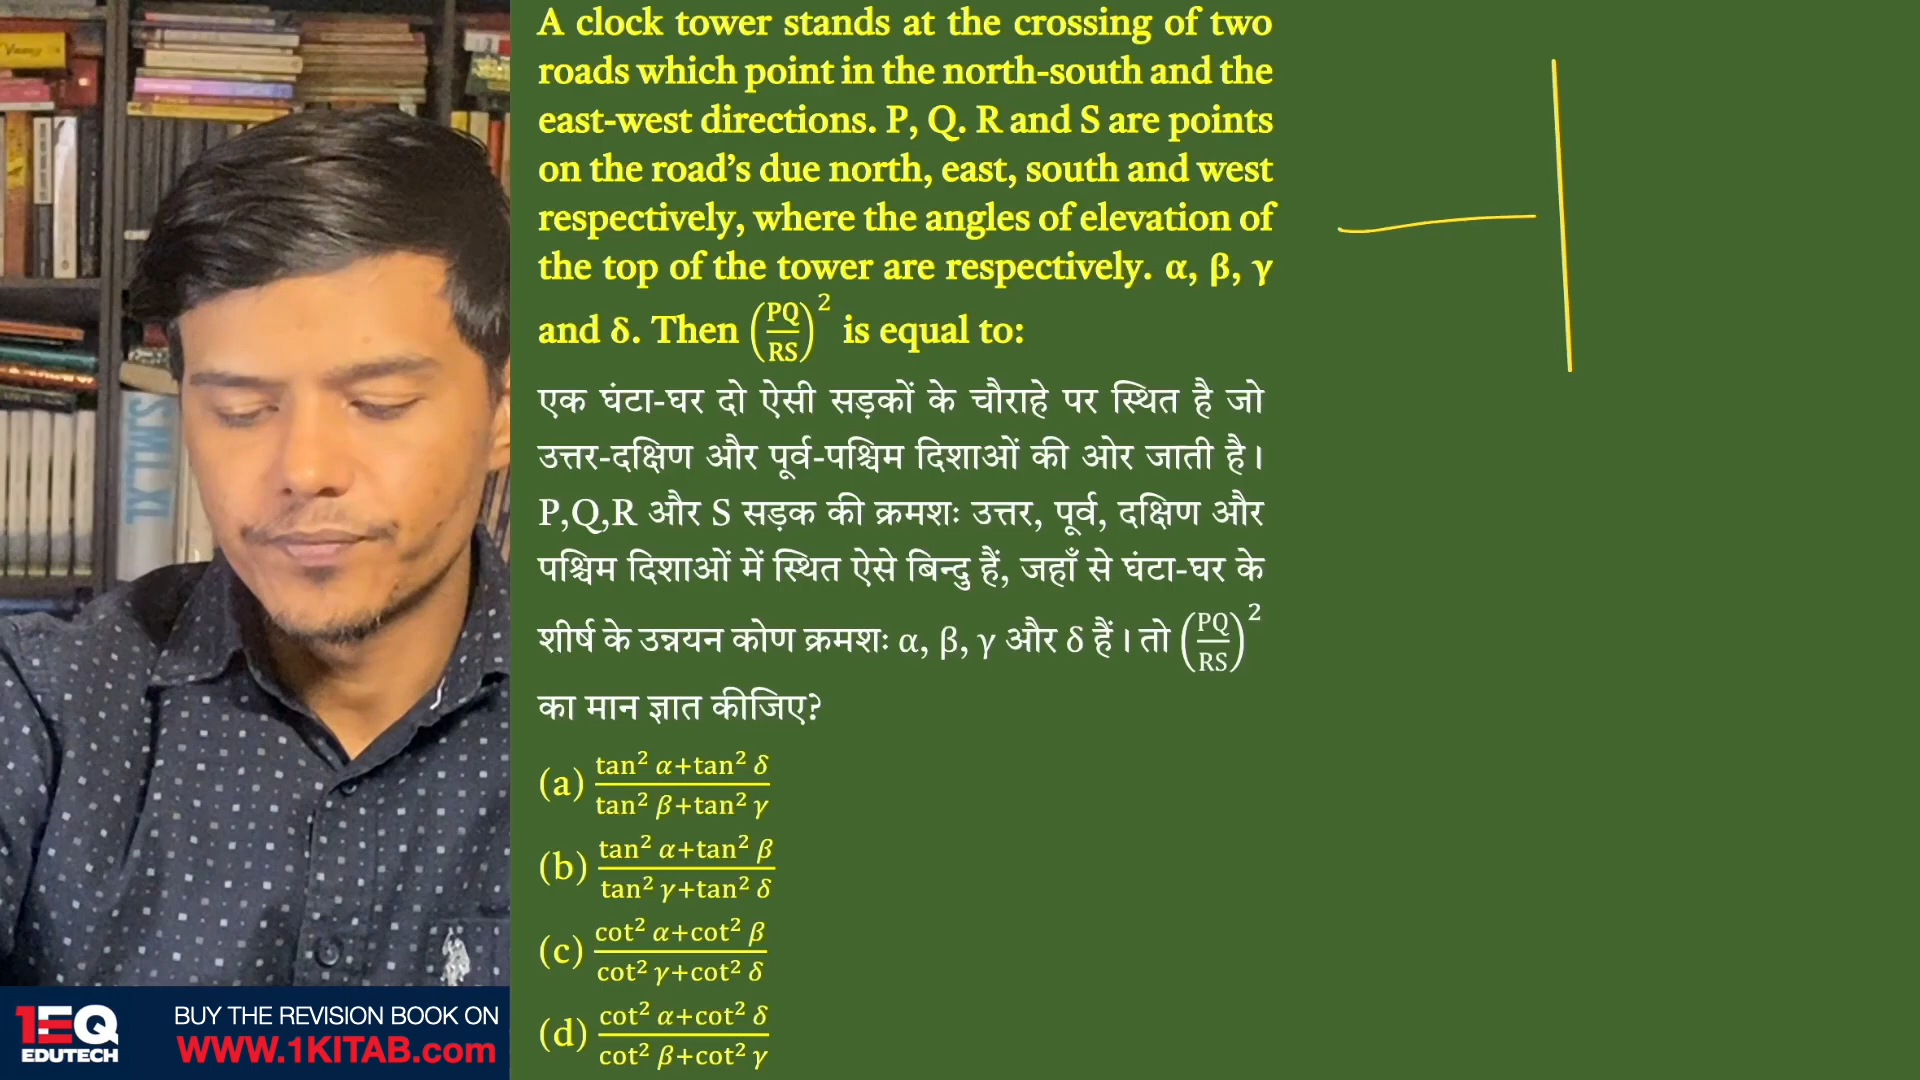 A clock tower stands at the crossing of two
roads which point in the north-south and the
east-west directions. P, Q. R and S are points
on the road’s due north, east, south and west
respectively, where the angles of elevation of
the top of the tower are respectively. α, β, γ
and δ. Then (PQ/RS)² is equal to:
एक घंटा-घर दो ऐसी सड़कों के चौराहे पर स्थित है जो
उत्तर-दक्षिण और पूर्व-पश्चिम दिशाओं की ओर जाती है।
P,Q,R और S सड़क की क्रमशः उत्तर, पूर्व, दक्षिण और
पश्चिम दिशाओं में स्थित ऐसे बिन्दु हैं, जहाँ से घंटा-घर के
शीर्ष के उन्नयन कोण क्रमशः α, β, γ और δ हैं। तो (PQ/RS)²
का मान ज्ञात कीजिए?
(a) (tan² α+tan² δ)/(tan² β+tan² γ)
(b) (tan² α+tan² β)/(tan² γ+tan² δ)
(c) (cot² α+cot² β)/(cot² γ+cot² δ)
(d) (cot² α+cot² δ)/(cot² β+cot² γ)
1EQ
EDUTECH
BUY THE REVISION BOOK ON
WWW.1KITAB.com